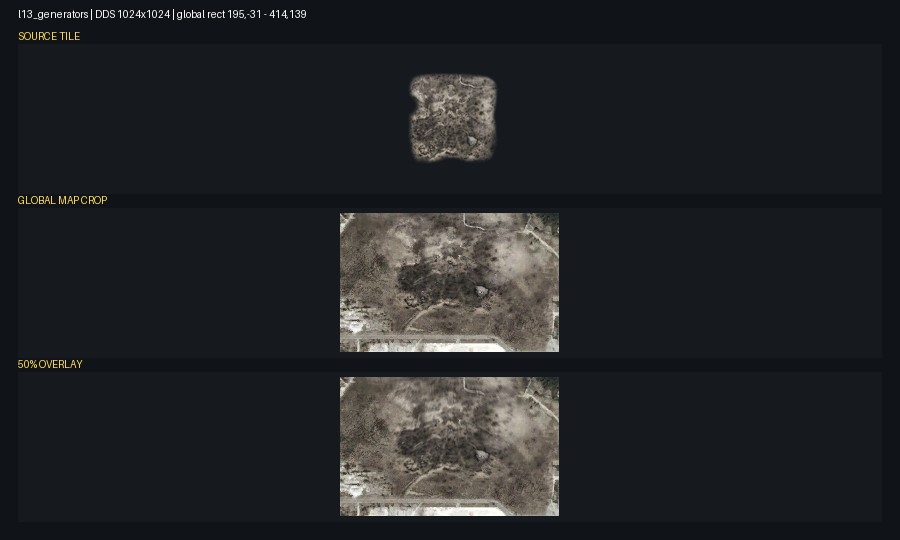 l13_generators | DDS 1024x1024 | global rect 195,-31 - 414,139
SOURCE TILE
GLOBAL MAP CROP
50% OVERLAY